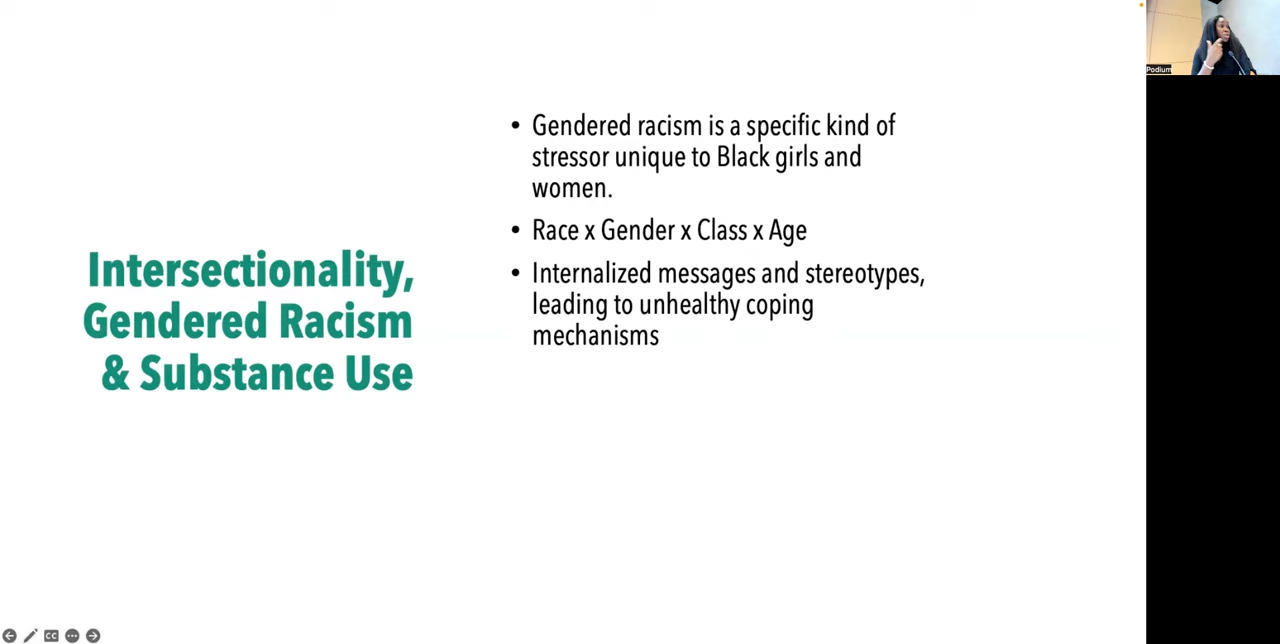 Intersectionality,
Gendered Racism
& Substance Use
• Gendered racism is a specific kind of
stressor unique to Black girls and
women.
• Race x Gender x Class x Age
• Internalized messages and stereotypes,
leading to unhealthy coping
mechanisms
Podium
CC